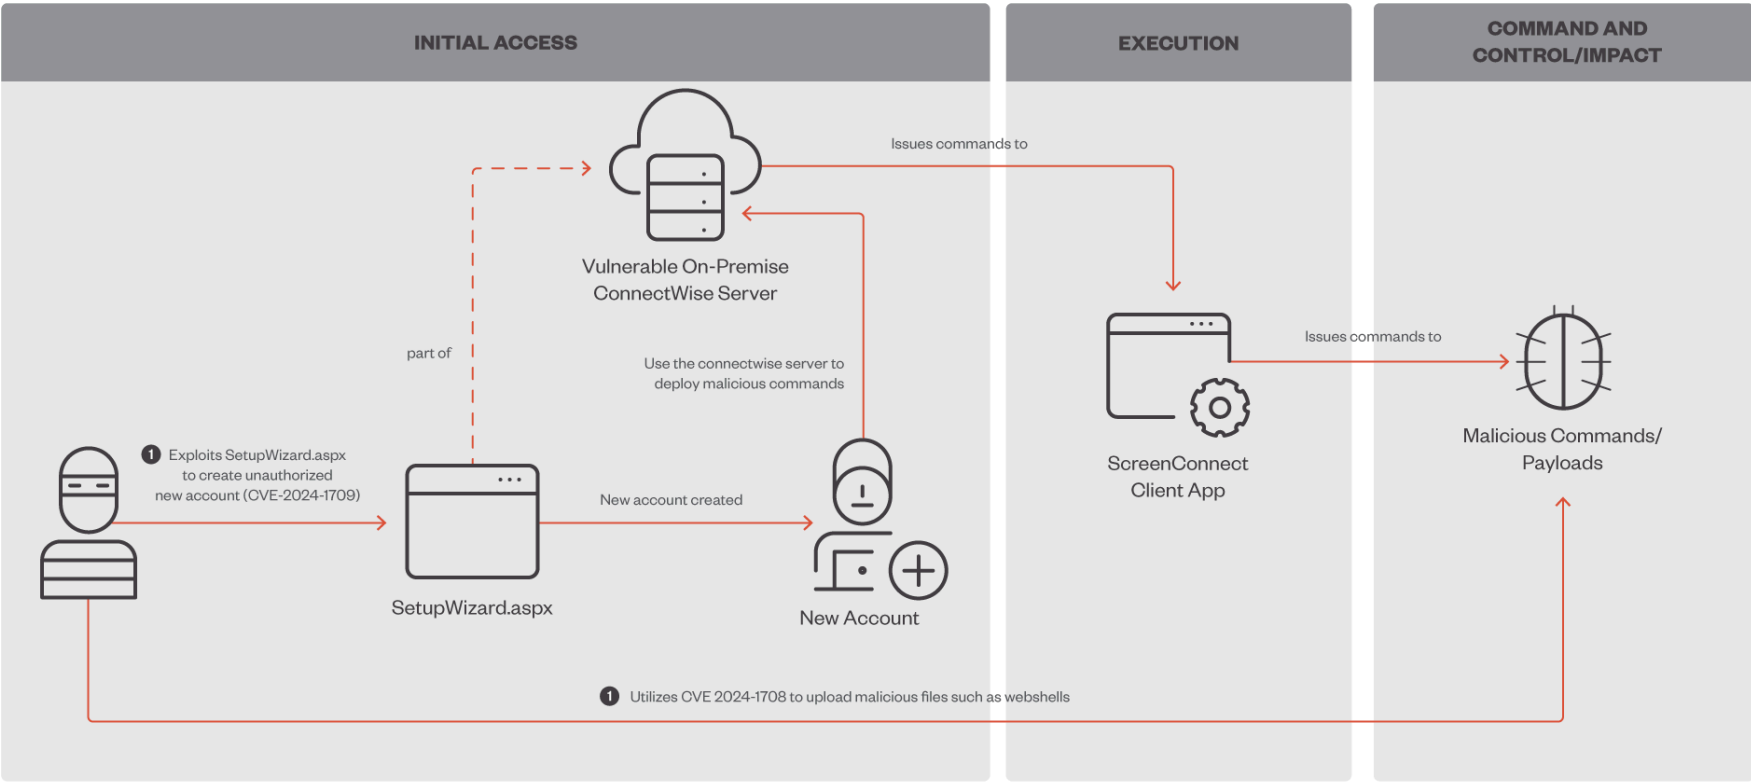 INITIAL ACCESS
EXECUTION
COMMAND AND
CONTROL/IMPACT
Issues commands to
Vulnerable On-Premise
ConnectWise Server
part of
Use the connectwise server to
deploy malicious commands
Issues commands to
1 Exploits SetupWizard.aspx
to create unauthorized
new account (CVE-2024-1709)
New account created
ScreenConnect
Client App
Malicious Commands/
Payloads
SetupWizard.aspx
New Account
1 Utilizes CVE 2024-1708 to upload malicious files such as webshells